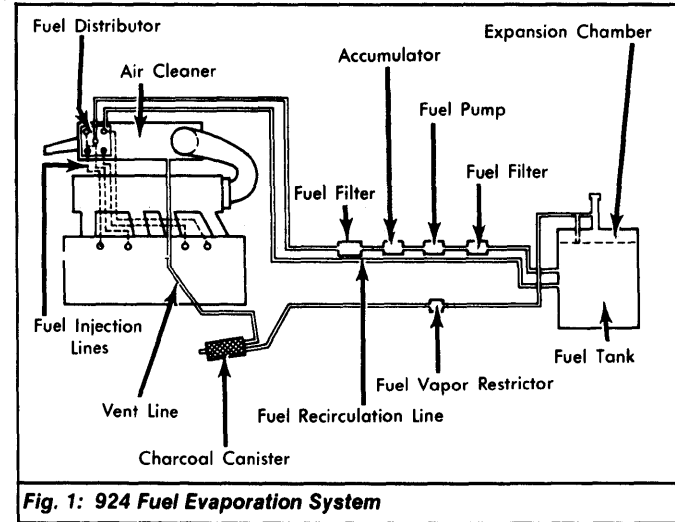 Fuel Distributor
Air Cleaner
Accumulator
Expansion Chamber
Fuel Pump
Fuel Filter
Fuel Filter
Fuel Injection
Lines
Vent Line
Charcoal Canister
Fuel Recirculation Line
Fuel Vapor Restrictor
Fuel Tank
Fig. 1: 924 Fuel Evaporation System